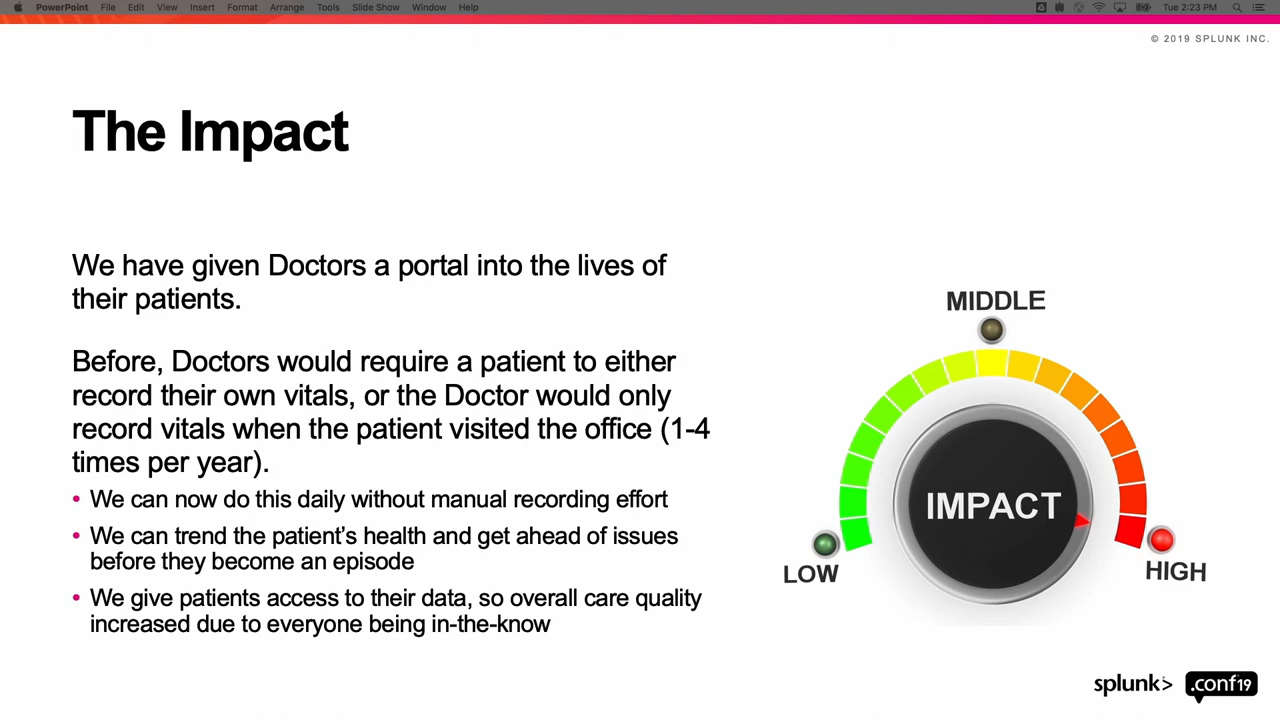 PowerPoint File Edit View Insert Format Arrange Tools Slide Show Window Help Tue 2:23 PM
© 2019 SPLUNK INC.
The Impact
We have given Doctors a portal into the lives of
their patients.
Before, Doctors would require a patient to either
record their own vitals, or the Doctor would only
record vitals when the patient visited the office (1-4
times per year).
• We can now do this daily without manual recording effort
• We can trend the patient’s health and get ahead of issues
before they become an episode
• We give patients access to their data, so overall care quality
increased due to everyone being in-the-know
MIDDLE
IMPACT
LOW
HIGH
splunk> .conf19